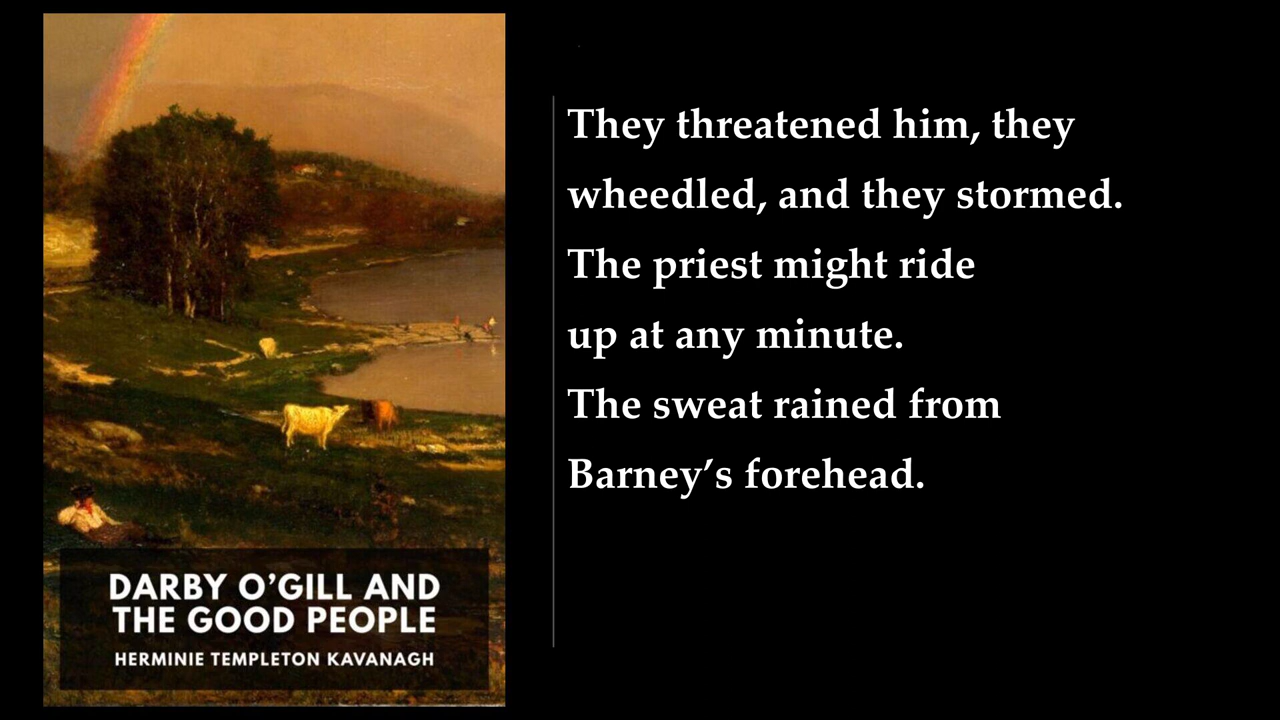 They threatened him, they
wheedled, and they stormed.
The priest might ride
up at any minute.
The sweat rained from
Barney’s forehead.
DARBY O’GILL AND
THE GOOD PEOPLE
HERMINIE TEMPLETON KAVANAGH